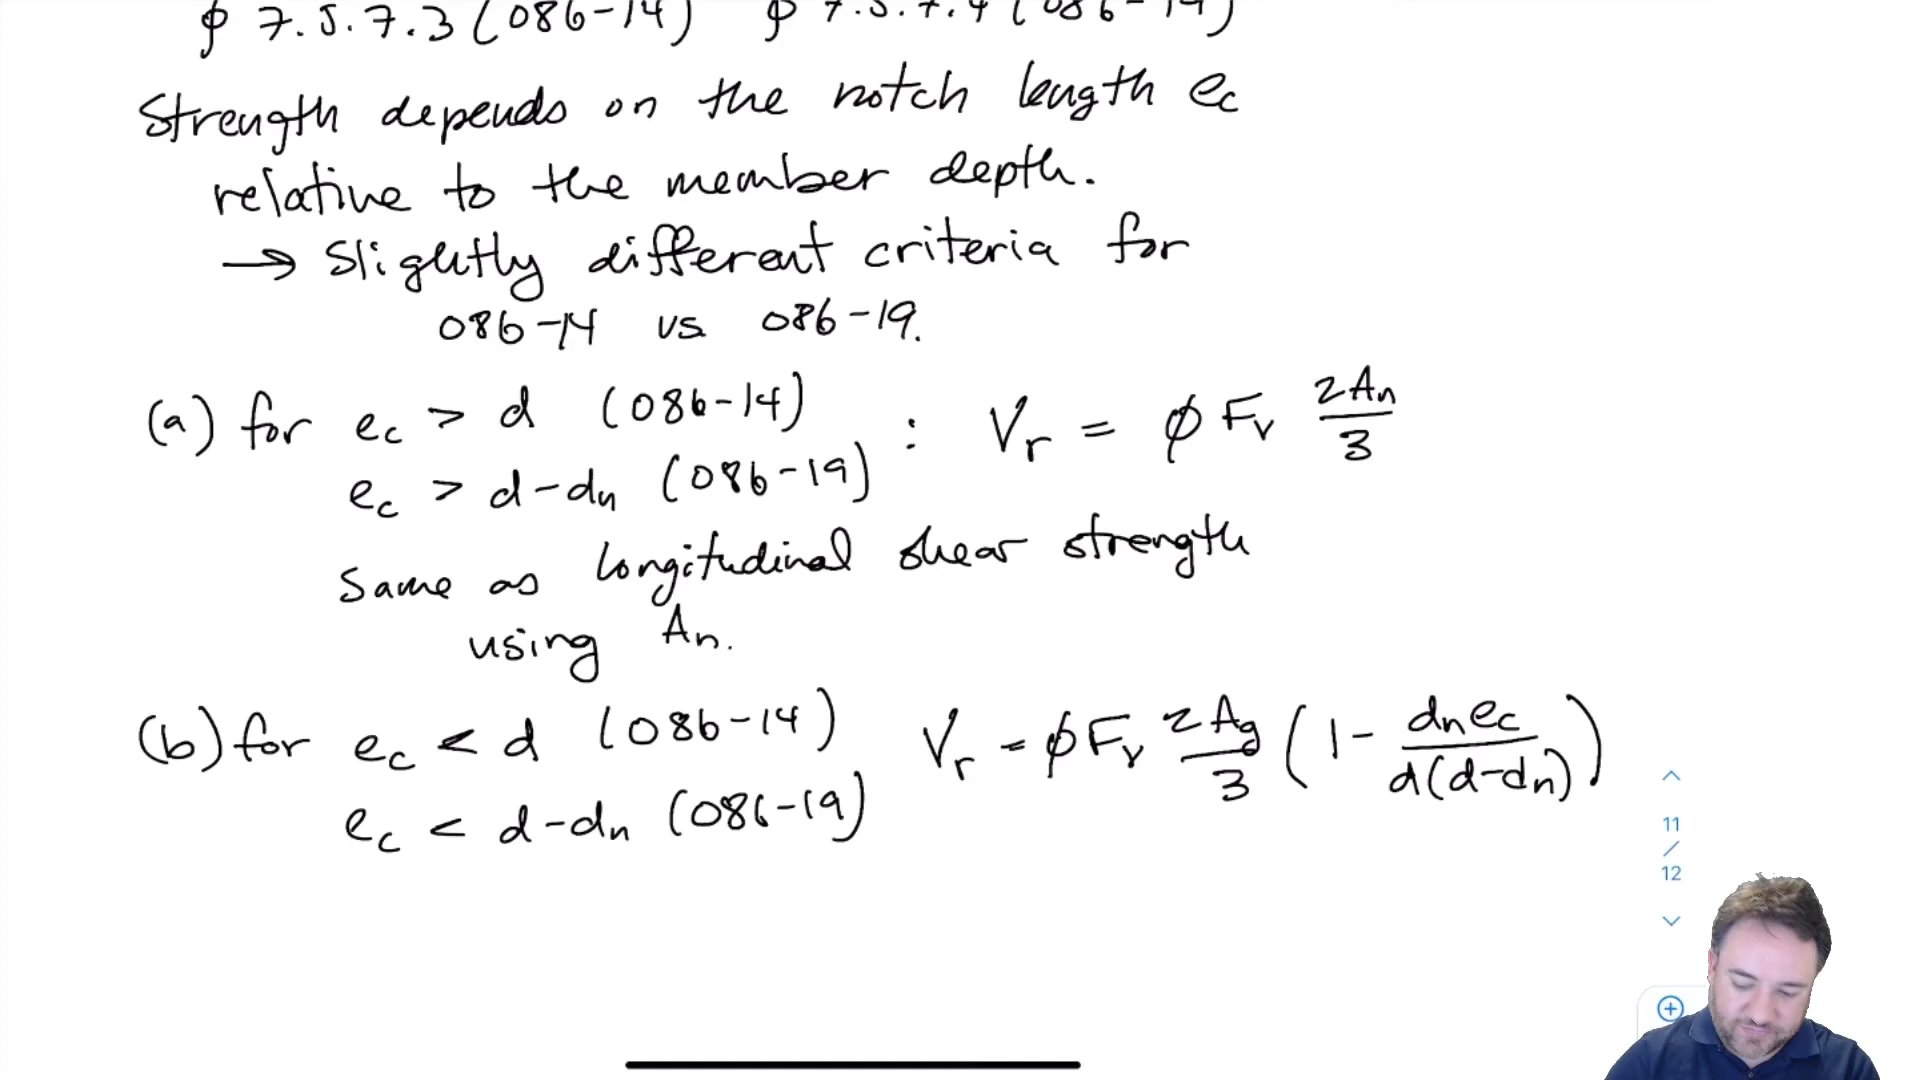 ∮ 7.5.7.3 (086-14) ∮ 7.5.7.4 (086-19)
Strength depends on the notch length ec
relative to the member depth.
→ Slightly different criteria for
086-14 vs 086-19.
(a) for ec > d (086-14) : Vr = ϕ Fv 2An/3
ec > d-dn (086-19)
Same as longitudinal shear strength
using An.
(b) for ec < d (086-14) Vr = ϕ Fv 2Ag/3 (1 - dnec/d(d-dn))
ec < d-dn (086-19)
11
/
12